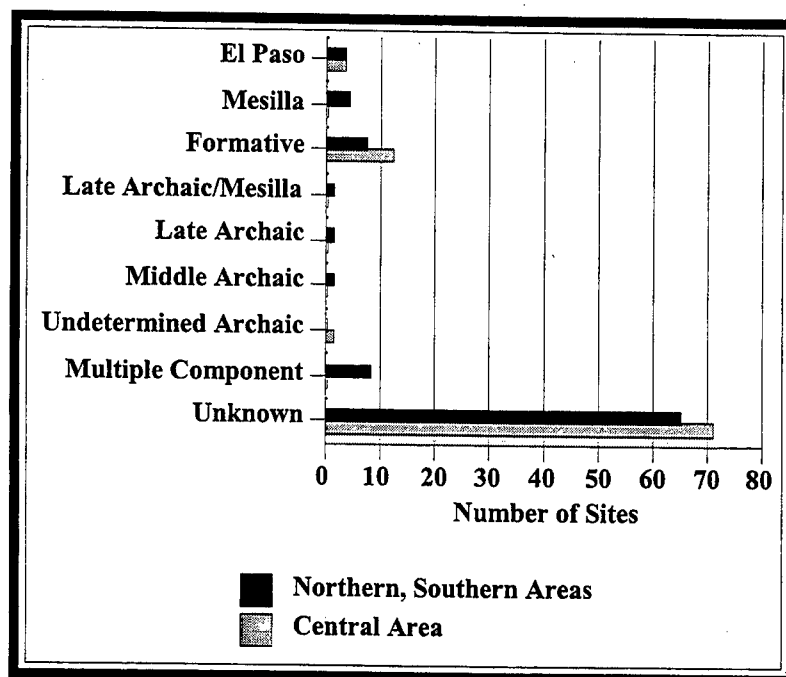 El Paso
Mesilla
Formative
Late Archaic/Mesilla
Late Archaic
Middle Archaic
Undetermined Archaic
Multiple Component
Unknown
0 10 20 30 40 50 60 70 80
Number of Sites
Northern, Southern Areas
Central Area